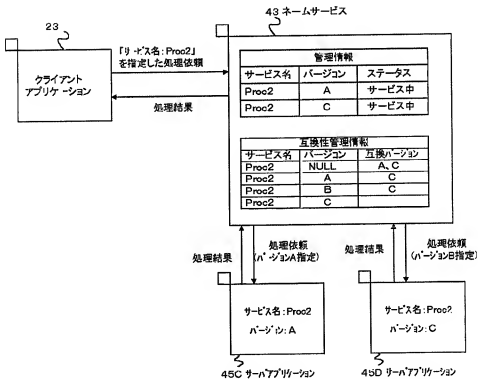 23
43 ネームサービス
「サービス名:Proc2」
を指定した処理依頼
クライアント
アプリケーション
処理結果
管理情報
サービス名 バージョン ステータス
Proc2 A サービス中
Proc2 C サービス中
互換性管理情報
サービス名 バージョン 互換バージョン
Proc2 NULL A、C
Proc2 A C
Proc2 B C
Proc2 C
処理結果
処理依頼
(バージョンA指定)
処理結果
処理依頼
(バージョンB指定)
サービス名:Proc2
バージョン:A
サービス名:Proc2
バージョン:C
45C サーバアプリケーション
45D サーバアプリケーション